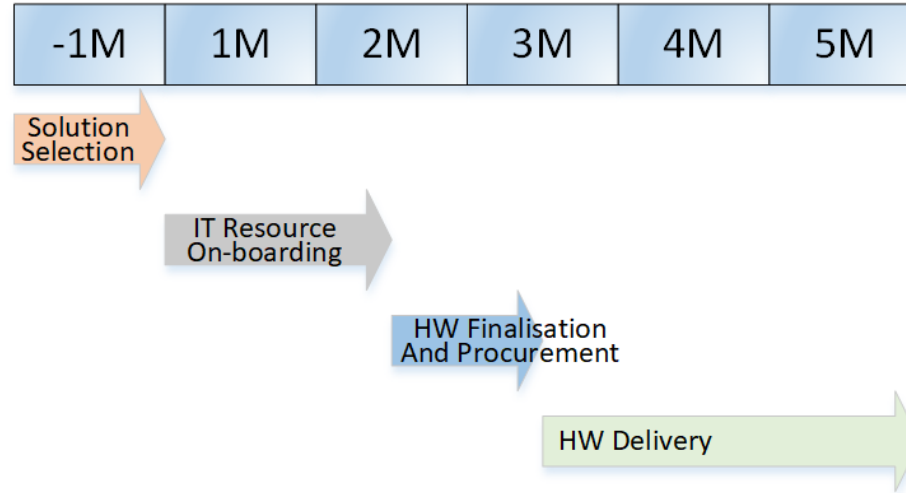 -1M 1M 2M 3M 4M 5M
Solution
Selection
IT Resource
On-boarding
HW Finalisation
And Procurement
HW Delivery